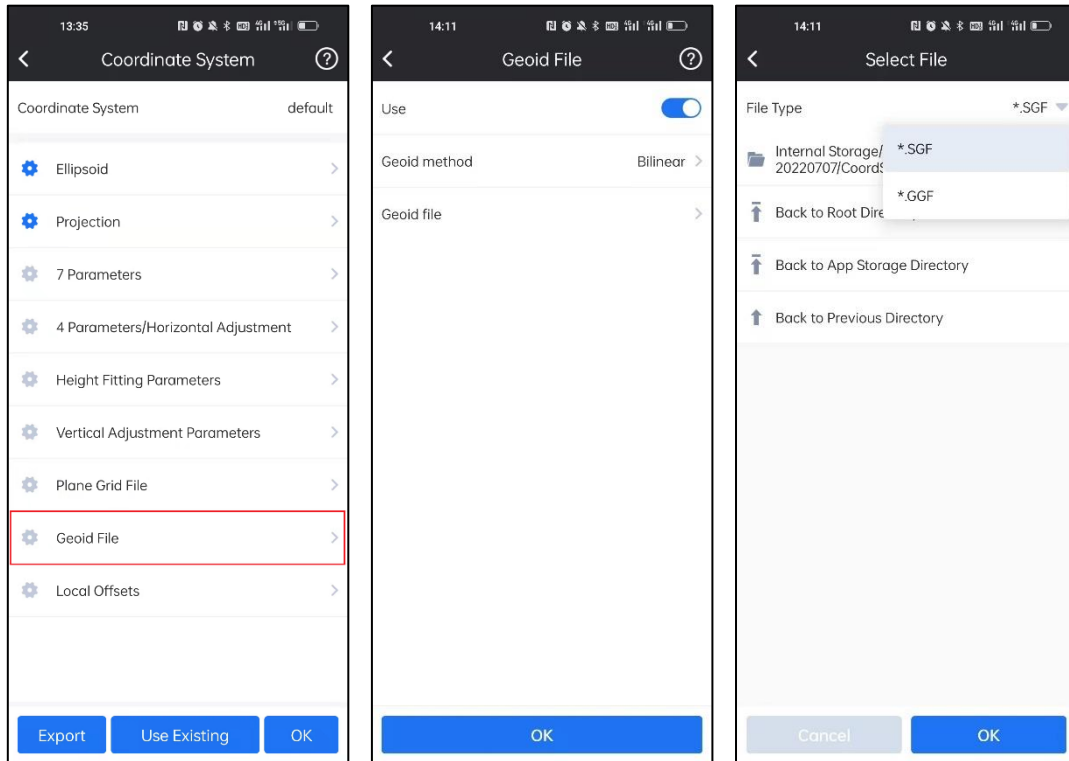 13:35
Coordinate System
Coordinate System default
Ellipsoid
Projection
7 Parameters
4 Parameters/Horizontal Adjustment
Height Fitting Parameters
Vertical Adjustment Parameters
Plane Grid File
Geoid File
Local Offsets
Export Use Existing OK
14:11
Geoid File
Use
Geoid method Bilinear
Geoid file
OK
14:11
Select File
File Type *.SGF
*.SGF
*.GGF
Internal Storage/
20220707/CoordS
Back to Root Dire
Back to App Storage Directory
Back to Previous Directory
Cancel OK